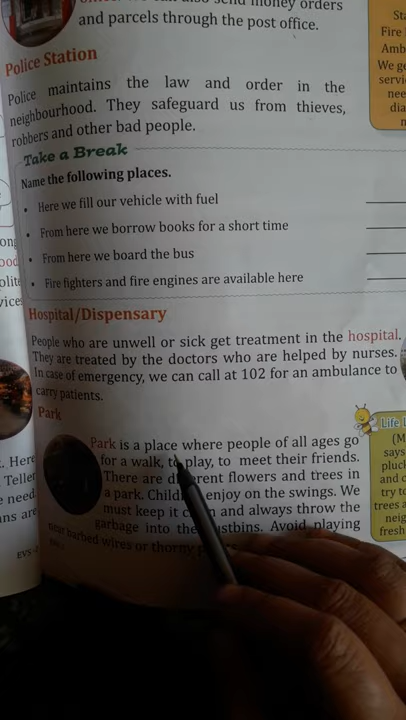 money orders
and parcels through the post office.
Police Station
Police maintains the law and order in the
neighbourhood. They safeguard us from thieves,
robbers and other bad people.
Take a Break
Name the following places.
• Here we fill our vehicle with fuel
• From here we borrow books for a short time
• From here we board the bus
• Fire fighters and fire engines are available here
Hospital/Dispensary
People who are unwell or sick get treatment in the hospital.
They are treated by the doctors who are helped by nurses.
In case of emergency, we can call at 102 for an ambulance to
carry patients.
Park
Park is a place where people of all ages go
for a walk, to play, to meet their friends.
There are different flowers and trees in
a park. Children enjoy on the swings. We
must keep it and always throw the
garbage into the dustbins. Avoid playing
near barbed wires or thorny
Fire
We ge
Life
(M
says
pluck
and c
try to
trees a
neig
fresh
Here
Teller
need
ans are
EVS-